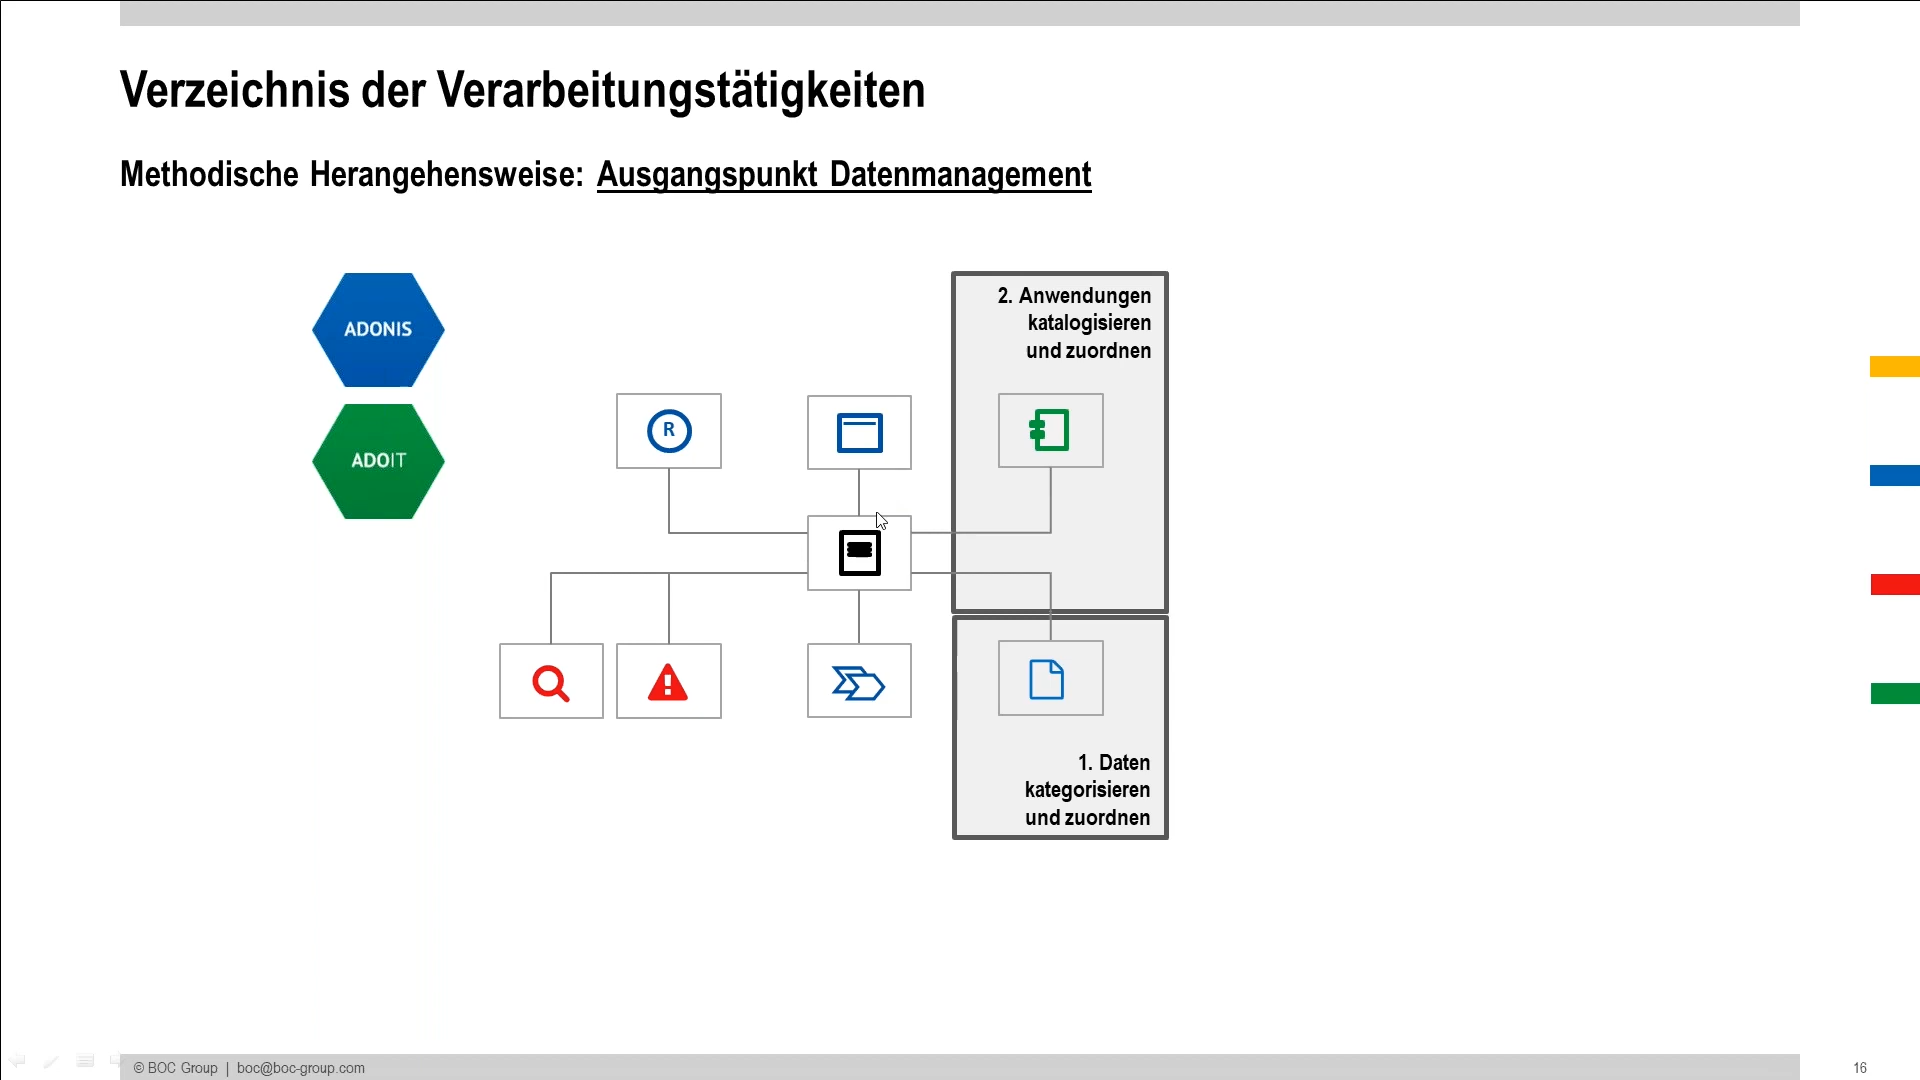 Verzeichnis der Verarbeitungstätigkeiten
Methodische Herangehensweise: Ausgangspunkt Datenmanagement
ADONIS
ADOIT
2. Anwendungen
katalogisieren
und zuordnen
R
1. Daten
kategorisieren
und zuordnen
© BOC Group | boc@boc-group.com
16